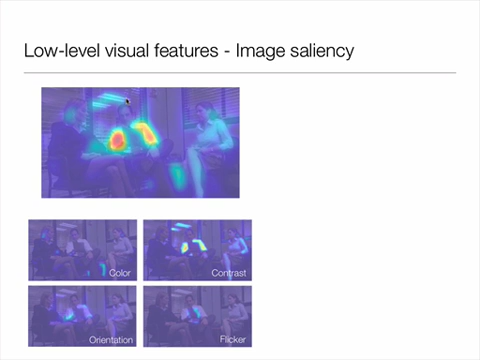 Low-level visual features - Image saliency
Color
Contrast
Orientation
Flicker